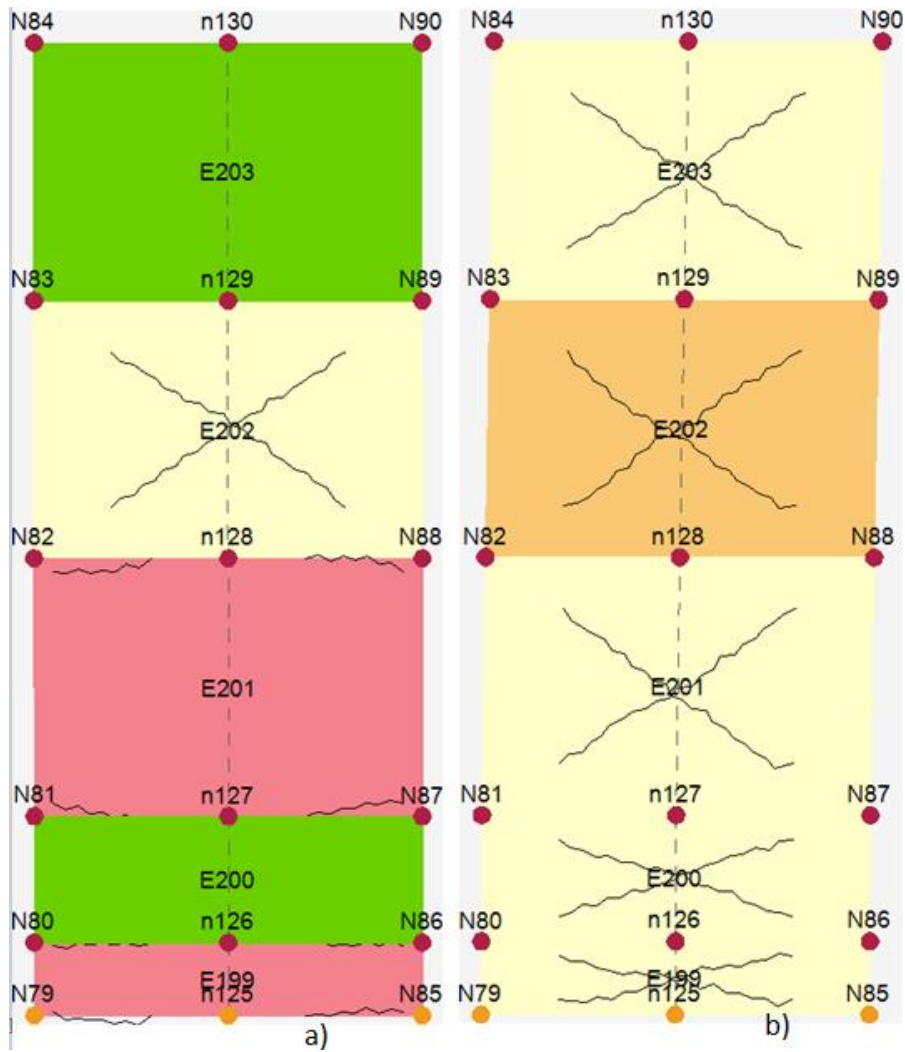 N84 n130 N90 N84 n130 N90
E203 E203
N83 n129 N89 N83 n129 N89
E202 E202
N82 n128 N88 N82 n128 N88
E201 E201
N81 n127 N87 N81 n127 N87
E200 E200
N80 n126 N86 N80 n126 N86
E199 E199
N79 n125 N85 N79 n125 N85
a) b)